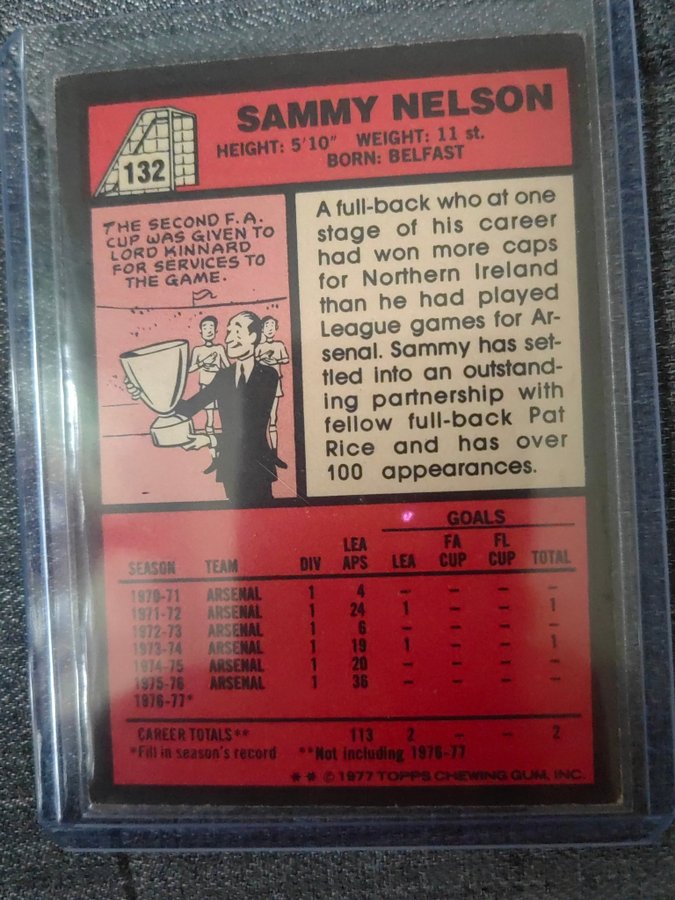 SAMMY NELSON
132
HEIGHT: 5'10" WEIGHT: 11 st.
BORN: BELFAST
THE SECOND F.A.
CUP WAS GIVEN TO
LORD KINNARD
FOR SERVICES TO
THE GAME.
A full-back who at one
stage of his career
had won more caps
for Northern Ireland
than he had played
League games for Ar-
senal. Sammy has set-
tled into an outstand-
ing partnership with
fellow full-back Pat
Rice and has over
100 appearances.
GOALS
SEASON TEAM DIV LEA APS LEA FA CUP FL CUP TOTAL
1970-71 ARSENAL 1 4 – – – –
1971-72 ARSENAL 1 24 1 – – 1
1972-73 ARSENAL 1 6 – – – –
1973-74 ARSENAL 1 19 1 – – 1
1974-75 ARSENAL 1 20 – – – –
1975-76 ARSENAL 1 36 – – – –
1976-77*
CAREER TOTALS** 113 2 – – 2
*Fill in season's record **Not including 1976-77
** © 1977 TOPPS CHEWING GUM, INC.